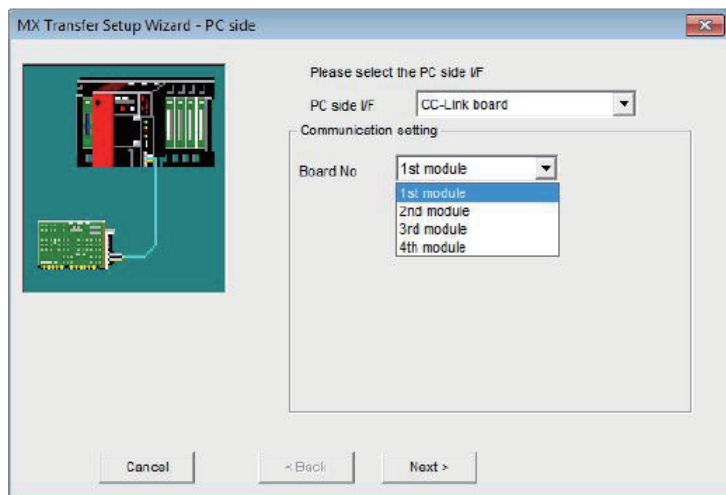 MX Transfer Setup Wizard - PC side
Please select the PC side I/F
PC side I/F
CC-Link board
Communication setting
Board No
1st module
1st module
2nd module
3rd module
4th module
Cancel
< Back
Next >